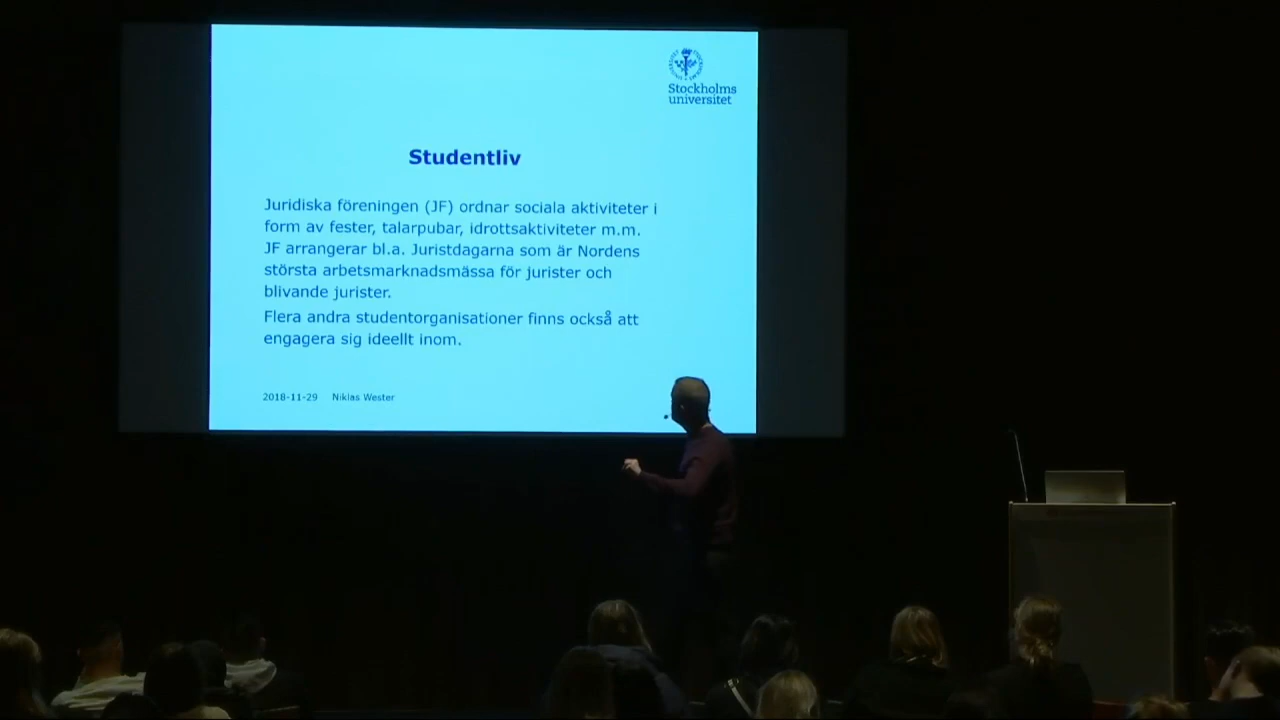 Stockholms
universitet
Studentliv
Juridiska föreningen (JF) ordnar sociala aktiviteter i
form av fester, talarpubar, idrottsaktiviteter m.m.
JF arrangerar bl.a. Juristdagarna som är Nordens
största arbetsmarknadsmässa för jurister och
blivande jurister.
Flera andra studentorganisationer finns också att
engagera sig ideellt inom.
2018-11-29 Niklas Wester